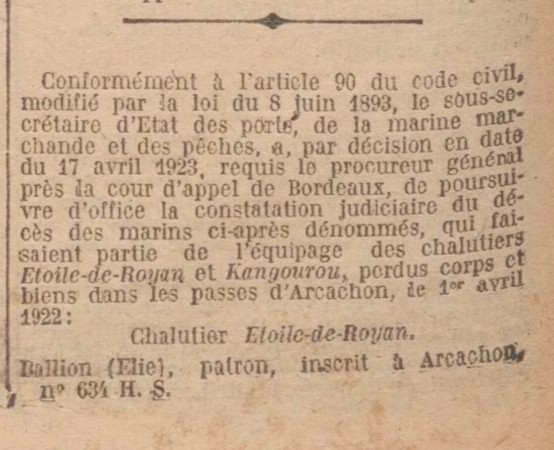 Conformément à l'article 90 du code civil,
modifié par la loi du 8 juin 1893, le sous-se-
crétaire d'Etat des ports, de la marine mar-
chande et des pêches, a, par décision en date
du 17 avril 1923, requis le procureur général
près la cour d'appel de Bordeaux, de poursui-
vre d'office la constatation judiciaire du dé-
cès des marins ci-après dénommés, qui fai-
saient partie de l'équipage des chalutiers
Etoile-de-Royan et Kangourou, perdus corps et
biens dans les passes d'Arcachon, le 1er avril
1922:
Chalutier Etoile-de-Royan.
Ballion (Elie), patron, inscrit à Arcachon,
n° 634 H. S.